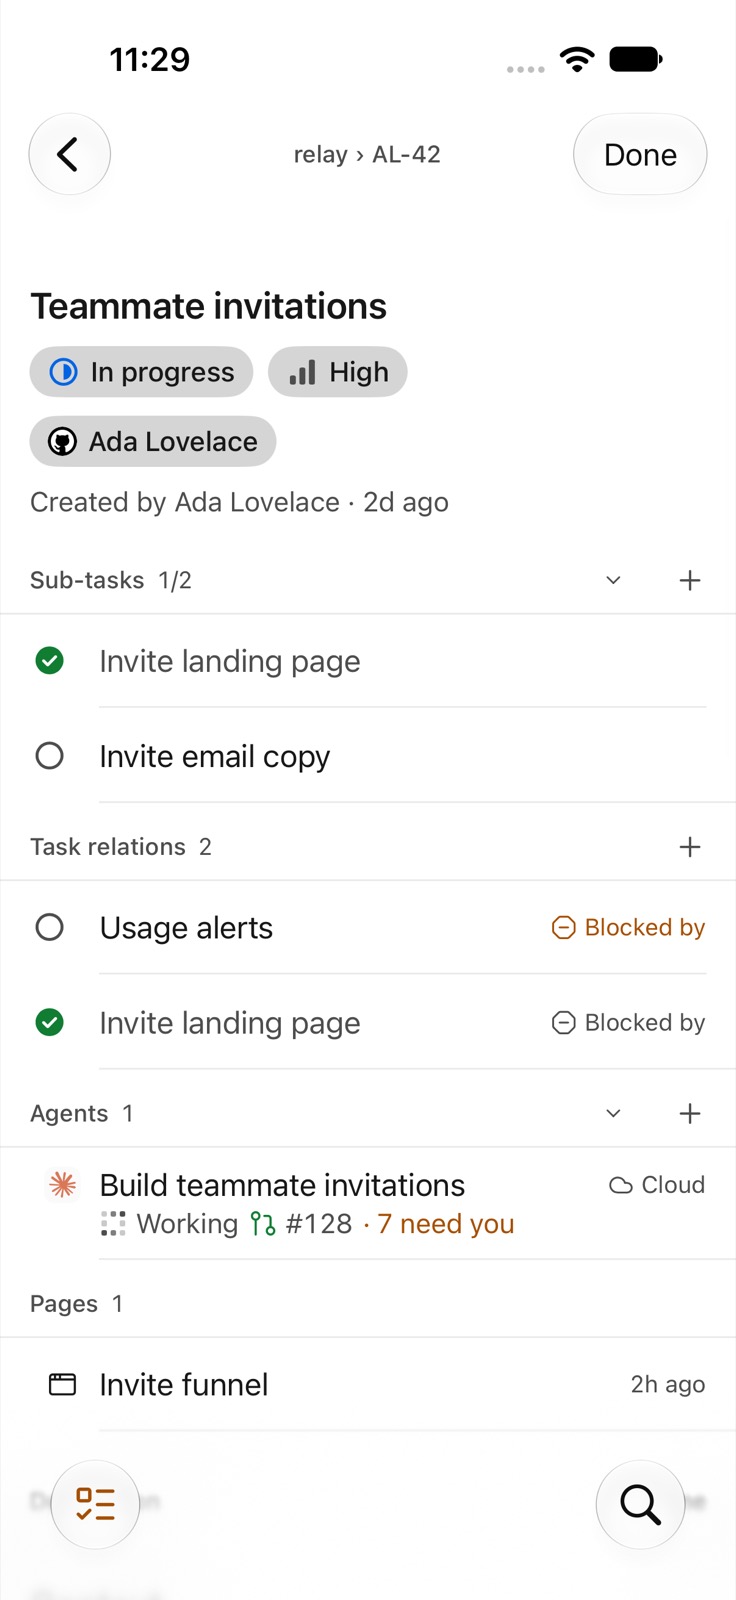 11:29
relay › AL-42
Done
Teammate invitations
In progress
High
Ada Lovelace
Created by Ada Lovelace · 2d ago
Sub-tasks 1/2
Invite landing page
Invite email copy
Task relations 2
Usage alerts
Blocked by
Invite landing page
Blocked by
Agents 1
Build teammate invitations
Cloud
Working #128 · 7 need you
Pages 1
Invite funnel
2h ago